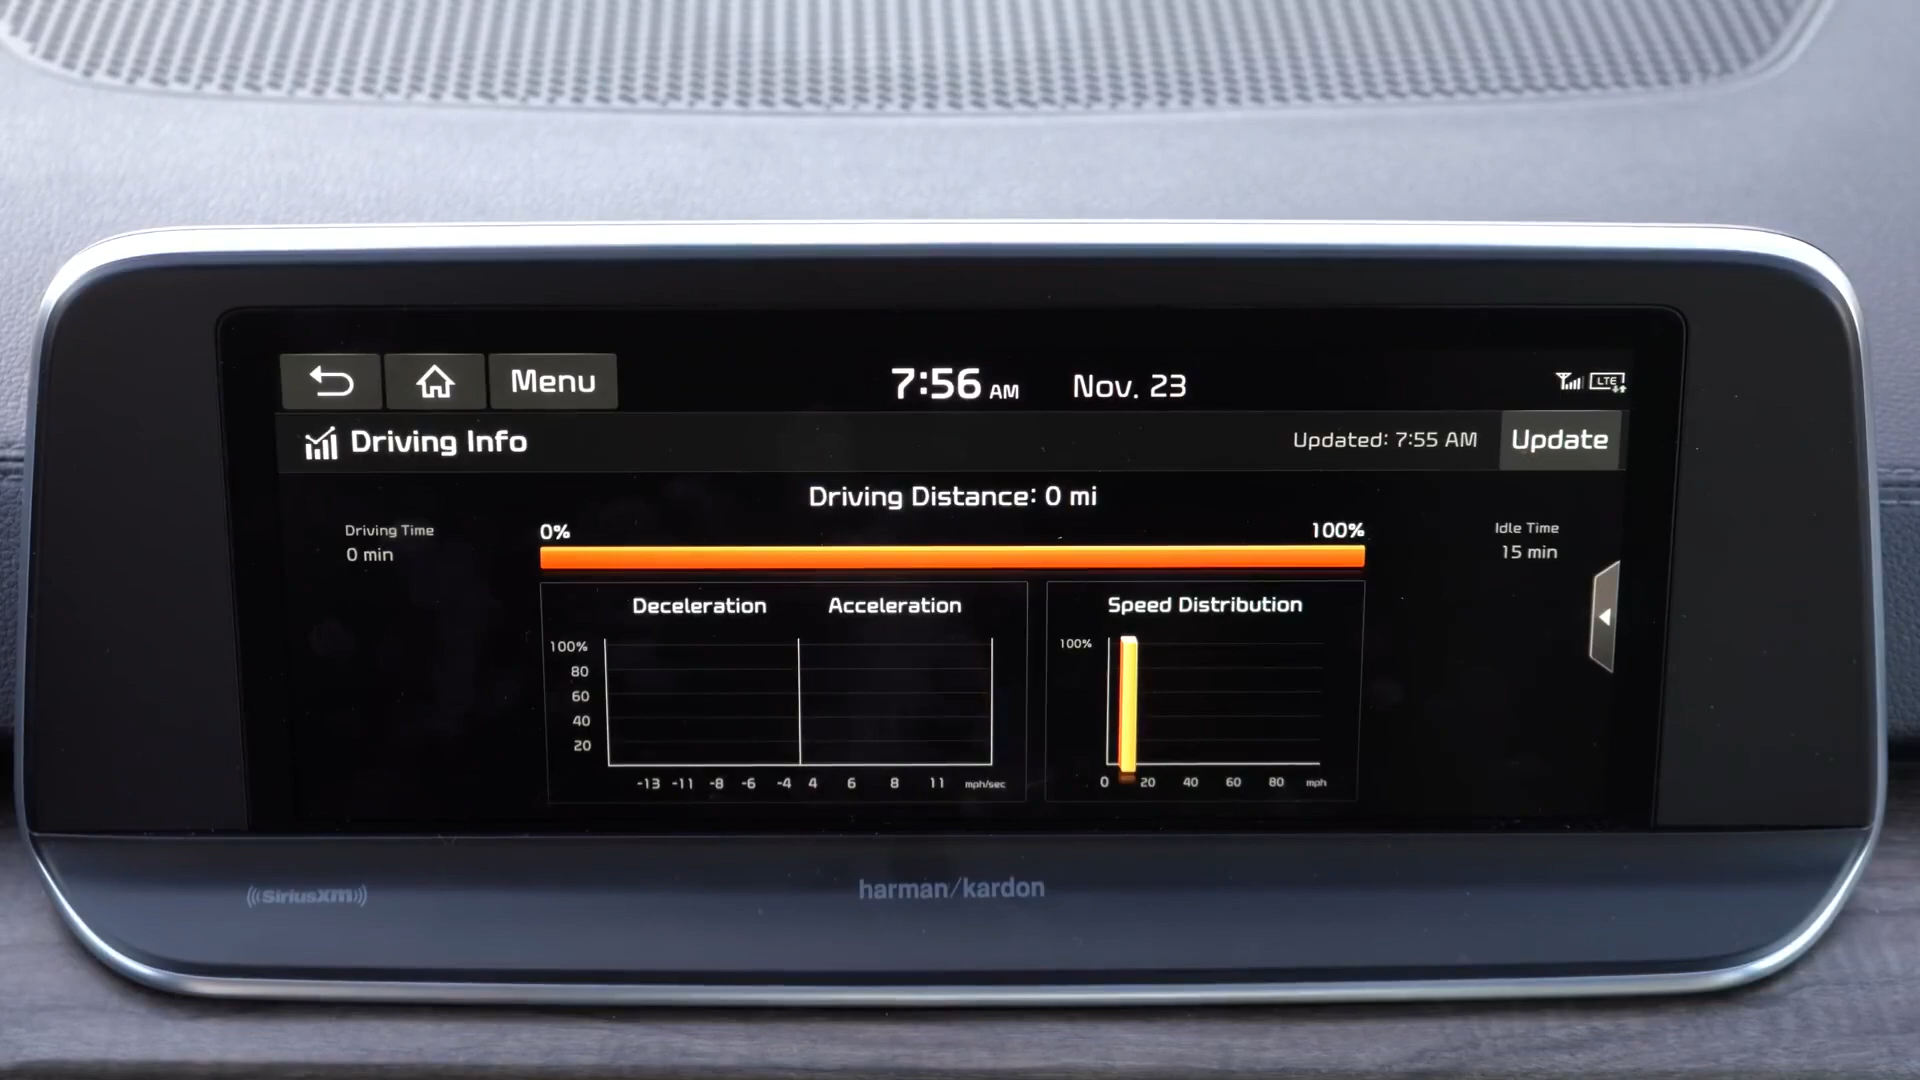 Menu
7:56 AM
Nov. 23
LTE
Driving Info
Updated: 7:55 AM
Update
Driving Distance: 0 mi
Driving Time
0 min
0%
100%
Idle Time
15 min
Deceleration
Acceleration
100%
80
60
40
20
-13 -11 -8 -6 -4 4 6 8 11 mph/sec
Speed Distribution
100%
0 20 40 60 80 mph
((SiriusXM))
harman/kardon